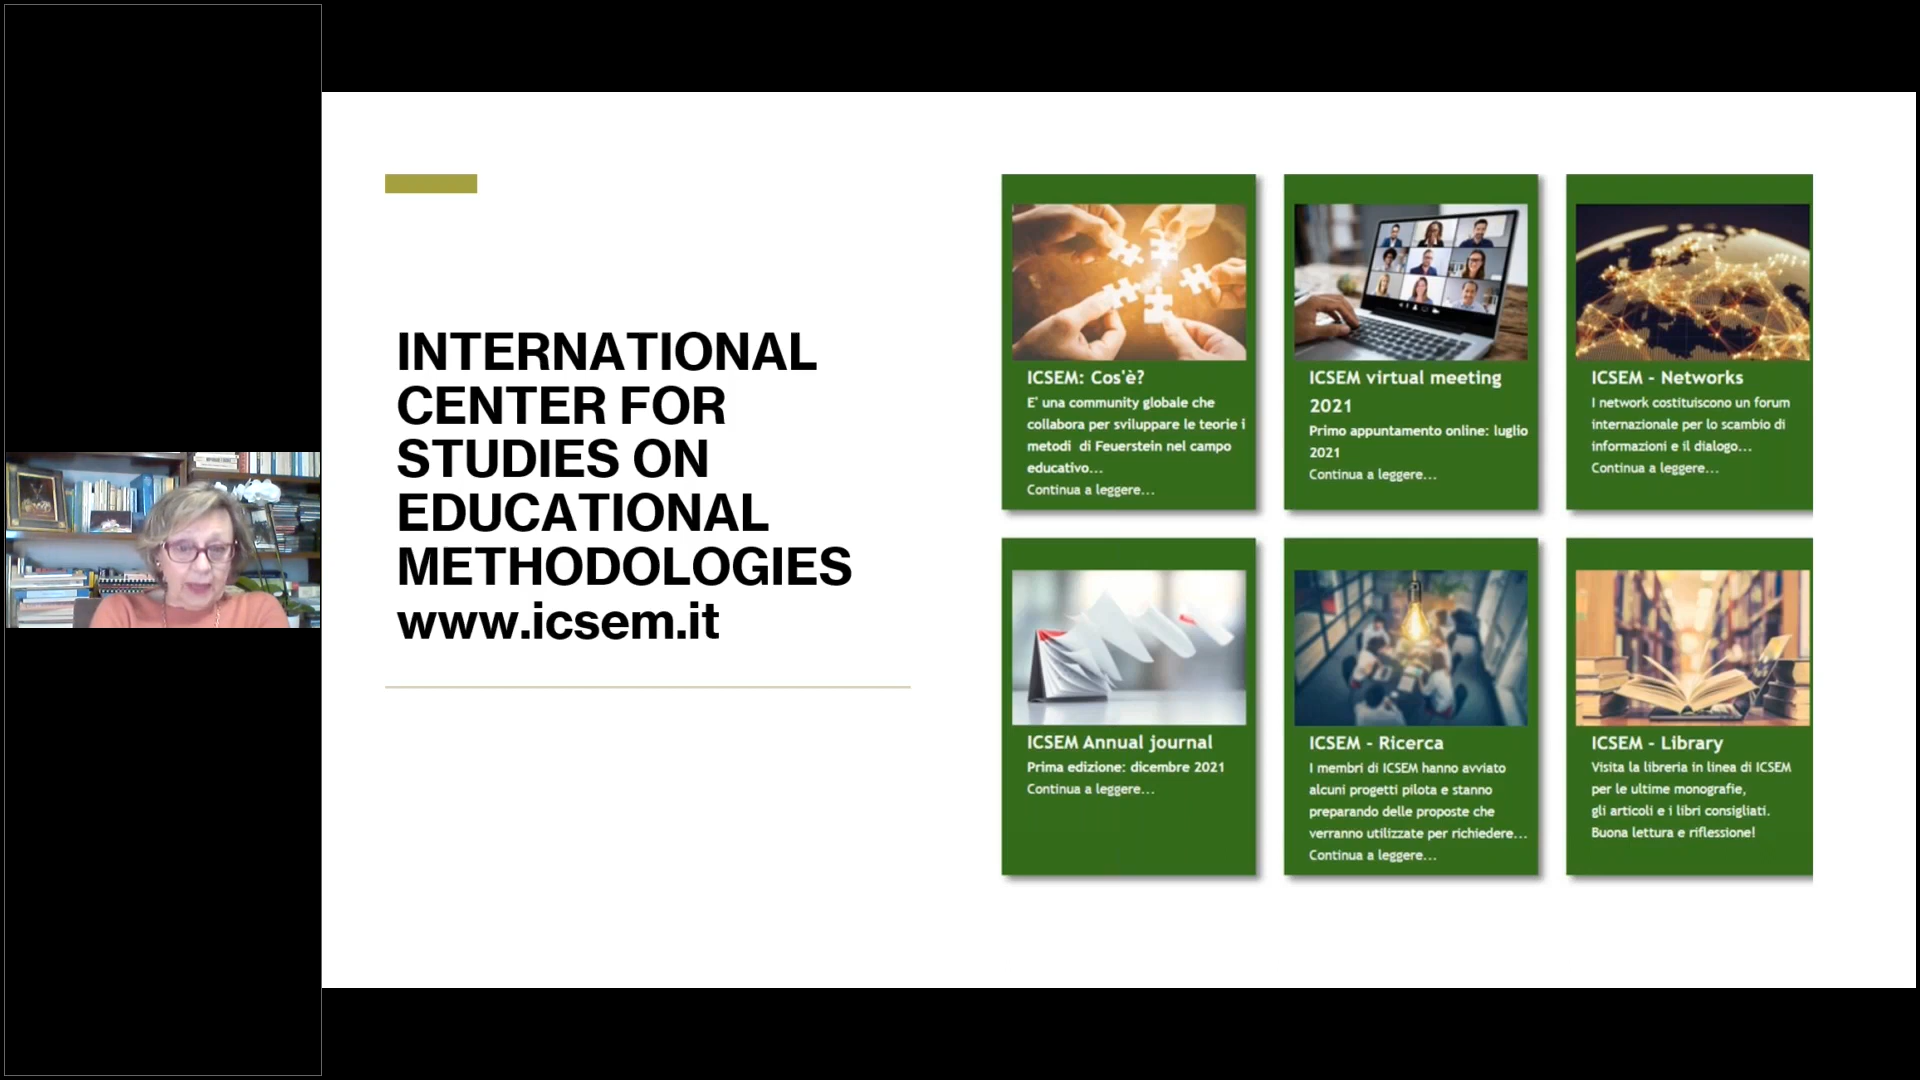 INTERNATIONAL
CENTER FOR
STUDIES ON
EDUCATIONAL
METHODOLOGIES
www.icsem.it
ICSEM: Cos'è?
E' una community globale che
collabora per sviluppare le teorie i
metodi di Feuerstein nel campo
educativo...
Continua a leggere...
ICSEM virtual meeting
2021
Primo appuntamento online: luglio
2021
Continua a leggere...
ICSEM - Networks
I network costituiscono un forum
internazionale per lo scambio di
informazioni e il dialogo...
Continua a leggere...
ICSEM Annual journal
Prima edizione: dicembre 2021
Continua a leggere...
ICSEM - Ricerca
I membri di ICSEM hanno avviato
alcuni progetti pilota e stanno
preparando delle proposte che
verranno utilizzate per richiedere...
Continua a leggere...
ICSEM - Library
Visita la libreria in linea di ICSEM
per le ultime monografie,
gli articoli e i libri consigliati.
Buona lettura e riflessione!